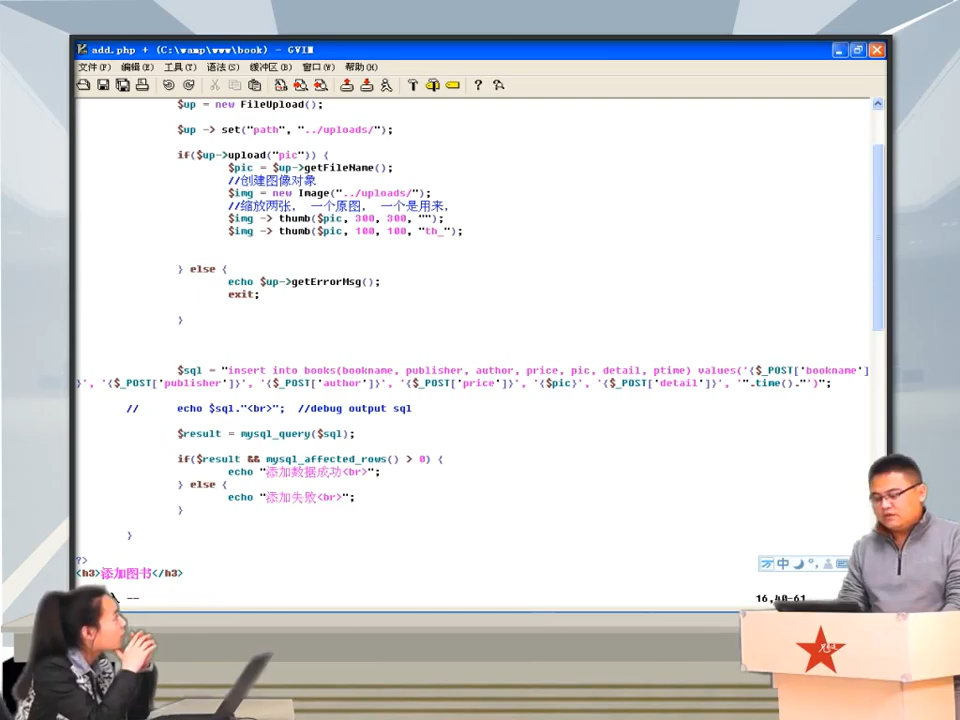 add.php + (C:\wamp\www\book) - GVIM
文件(F) 编辑(E) 工具(T) 语法(S) 缓冲区(B) 窗口(W) 帮助(H)
$up = new FileUpload();
$up -> set("path", "../uploads/");
if($up->upload("pic")) {
$pic = $up->getFileName();
//创建图像对象
$img = new Image("../uploads/");
//缩放两张， 一个原图， 一个是用来，
$img -> thumb($pic, 300, 300, "");
$img -> thumb($pic, 100, 100, "th_");
} else {
echo $up->getErrorMsg();
exit;
}
$sql = "insert into books(bookname, publisher, author, price, pic, detail, ptime) values('{$_POST['bookname']
}', '{$_POST['publisher']}', '{$_POST['author']}', '{$_POST['price']}', '{$pic}', '{$_POST['detail']}', '".time()."')";
// echo $sql."<br>"; //debug output sql
$result = mysql_query($sql);
if($result && mysql_affected_rows() > 0) {
echo "添加数据成功<br>";
} else {
echo "添加失败<br>";
}
}
?>
<h3>添加图书</h3>
中
--
16,40-61